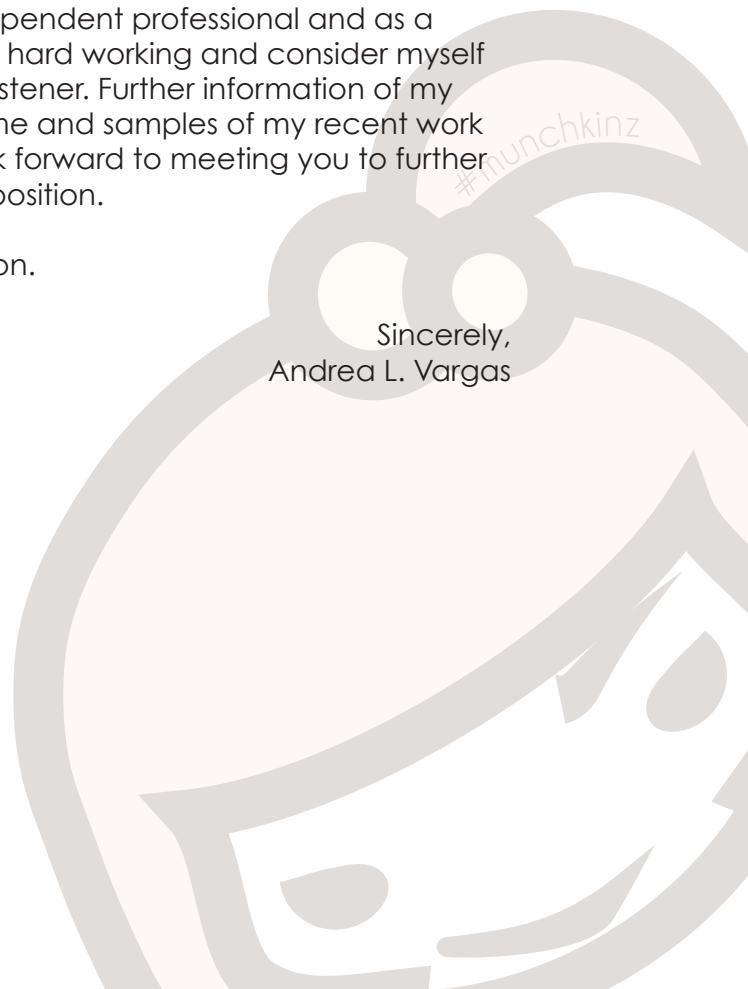 pendent professional and as a
hard working and consider myself
stener. Further information of my
me and samples of my recent work
k forward to meeting you to further
position.
on.
Sincerely,
Andrea L. Vargas
#munchkinz